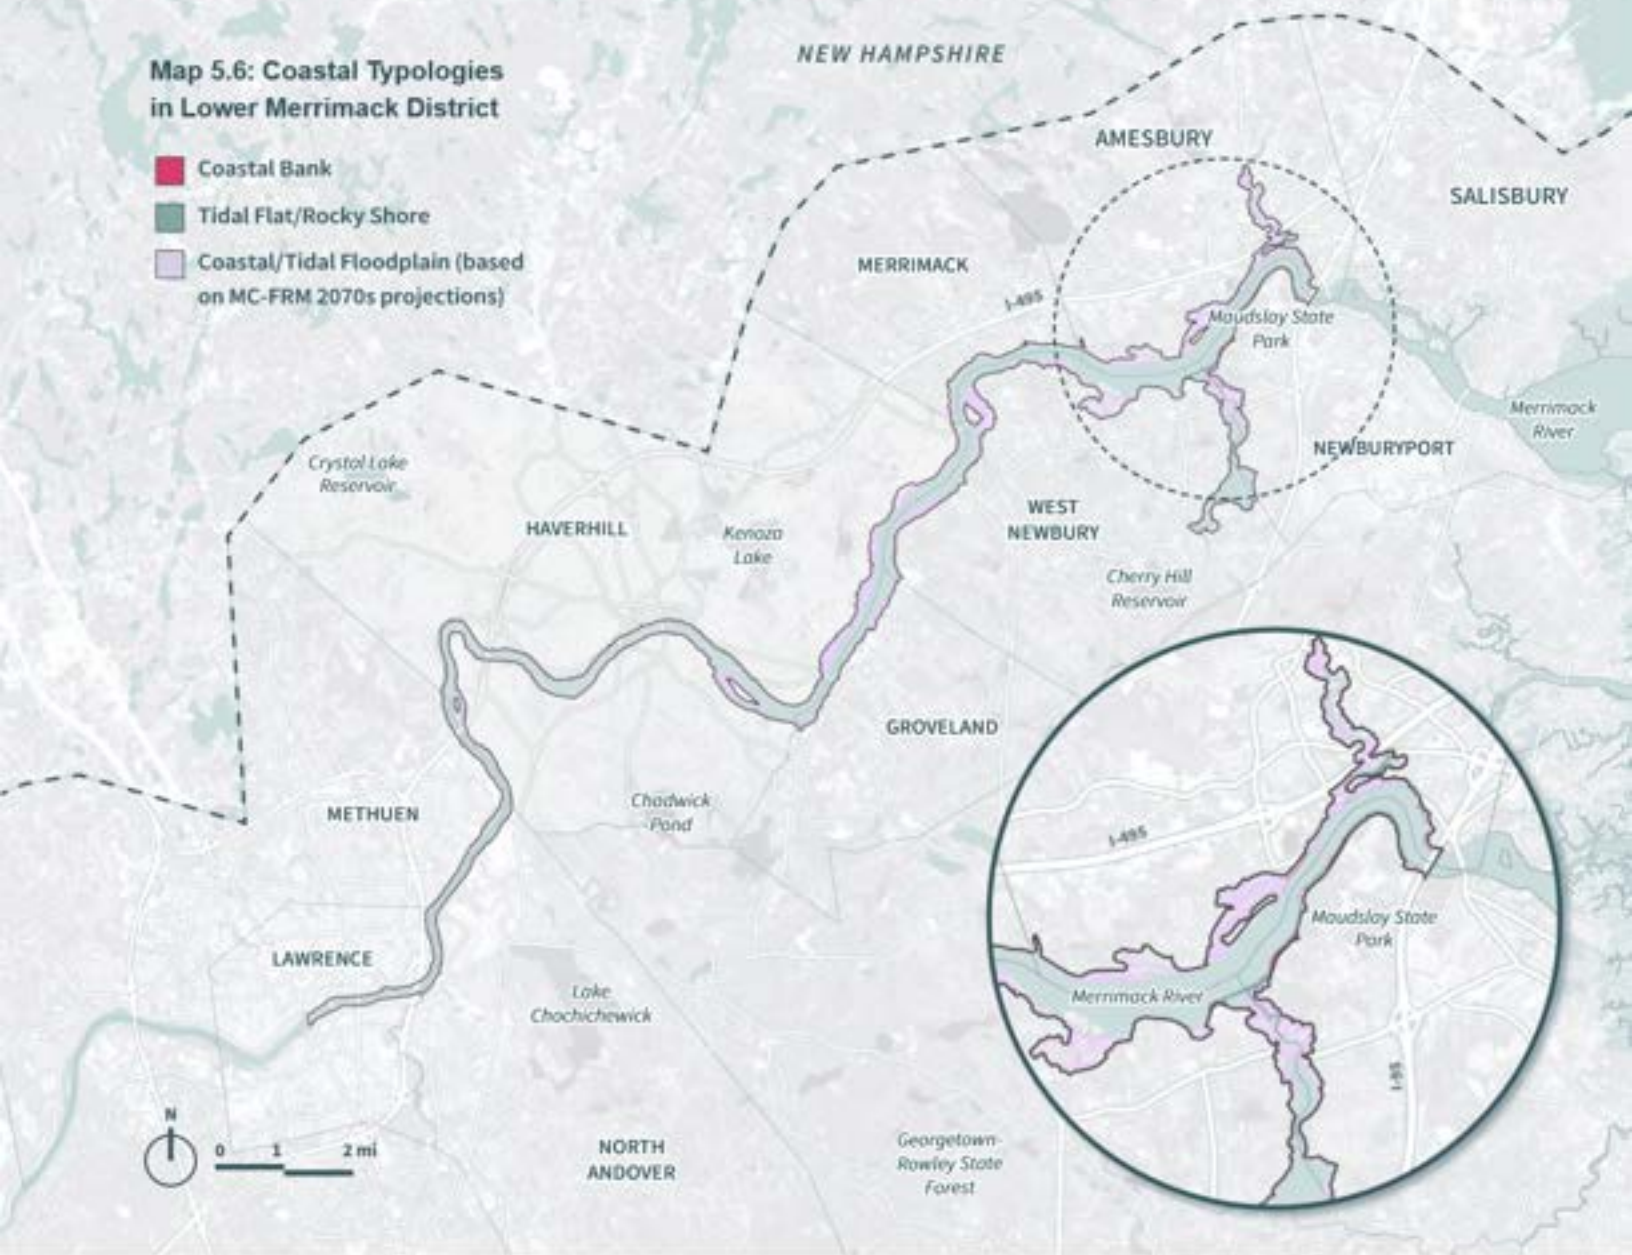 Map 5.6: Coastal Typologies
in Lower Merrimack District
Coastal Bank
Tidal Flat/Rocky Shore
Coastal/Tidal Floodplain (based
on MC-FRM 2070s projections)
NEW HAMPSHIRE
AMESBURY
SALISBURY
MERRIMACK
I-495
Maudslay State
Park
Merrimack
River
NEWBURYPORT
Crystal Lake
Reservoir
HAVERHILL
Kenoza
Lake
WEST
NEWBURY
Cherry Hill
Reservoir
GROVELAND
METHUEN
Chadwick
Pond
I-495
Maudslay State
Park
Merrimack River
I-95
LAWRENCE
Lake
Chochichewick
N
0 1 2 mi
NORTH
ANDOVER
Georgetown-
Rowley State
Forest